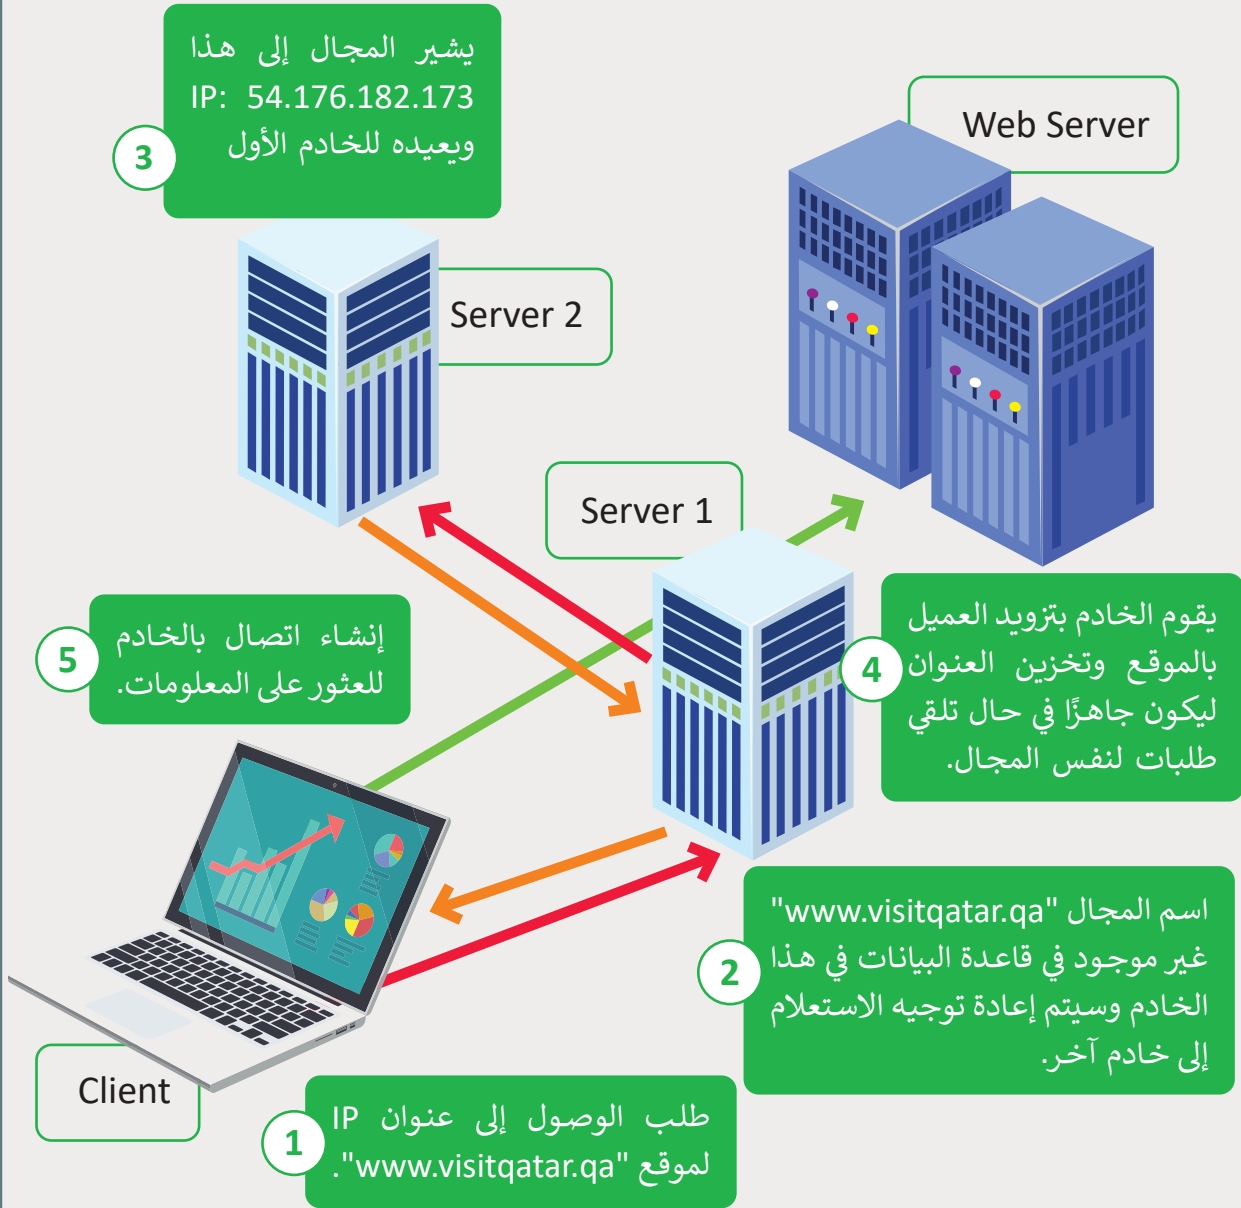 يشير المجال إلى هذا
IP: 54.176.182.173
ويعيده للخادم الأول
3
Web Server
Server 2
Server 1
يقوم الخادم بتزويد العميل
بالموقع وتخزين العنوان
ليكون جاهزًا في حال تلقي
طلبات لنفس المجال.
4
إنشاء اتصال بالخادم
للعثور على المعلومات.
5
اسم المجال "www.visitqatar.qa"
غير موجود في قاعدة البيانات في هذا
الخادم وسيتم إعادة توجيه الاستعلام
إلى خادم آخر.
2
Client
طلب الوصول إلى عنوان IP
لموقع "www.visitqatar.qa".
1